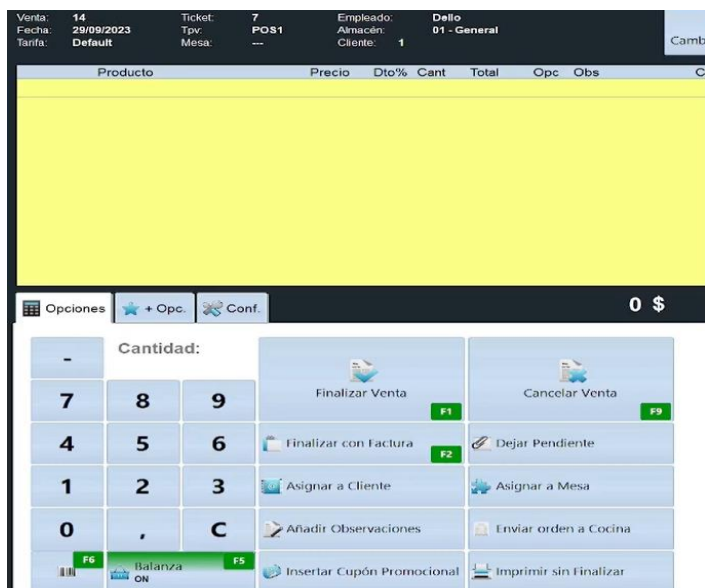 Venta: 14 Ticket: 7 Empleado: Dello
Fecha: 29/09/2023 Tpv: POS1 Almacén: 01 - General
Tarifa: Default Mesa: --- Cliente: 1
Camb
Producto Precio Dto% Cant Total Opc Obs C
Opciones + Opc. Conf. 0 $
- Cantidad:
Finalizar Venta F1 Cancelar Venta F9
7 8 9
4 5 6 Finalizar con Factura F2 Dejar Pendiente
1 2 3 Asignar a Cliente Asignar a Mesa
0 , C Añadir Observaciones Enviar orden a Cocina
F6 Balanza ON F5 Insertar Cupón Promocional Imprimir sin Finalizar